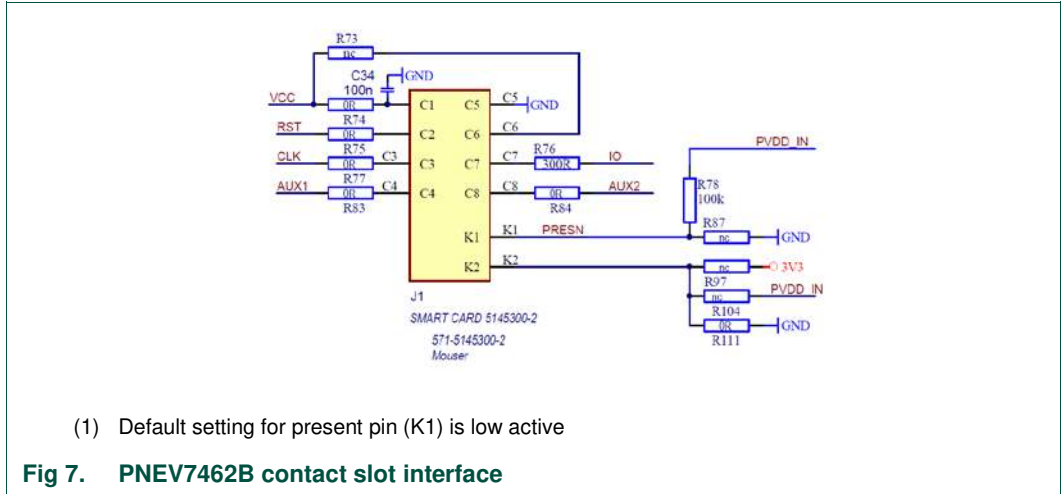 R73
nc
C34
GND
100n
VCC
0R
C1
C5
C5
GND
R74
RST
0R
C2
C6
C6
R75
CLK
0R
C3
C3
C7
C7
R76
300R
IO
PVDD_IN
R77
AUX1
0R
C4
C4
C8
C8
0R
AUX2
R83
R84
R78
100k
K1
K1
PRESN
R87
nc
GND
K2
K2
nc
3V3
R97
nc
PVDD_IN
R104
0R
GND
R111
J1
SMART CARD 5145300-2
571-5145300-2
Mouser
(1) Default setting for present pin (K1) is low active
Fig 7. PNEV7462B contact slot interface